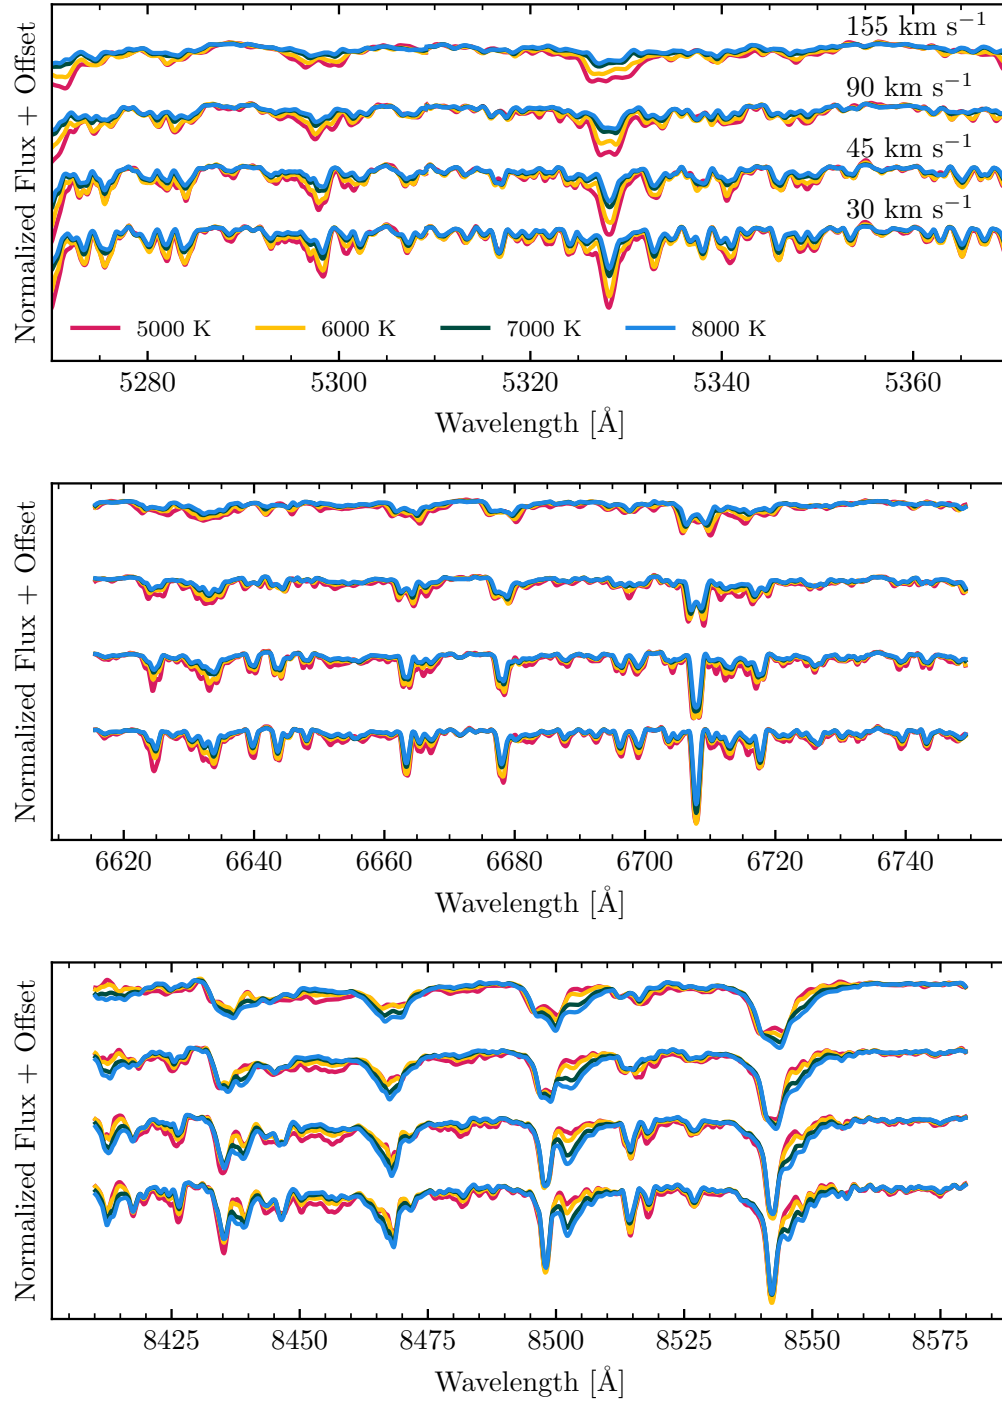 Normalized Flux + Offset
155 km s⁻¹
90 km s⁻¹
45 km s⁻¹
30 km s⁻¹
5000 K 6000 K 7000 K 8000 K
5280 5300 5320 5340 5360
Wavelength [Å]
Normalized Flux + Offset
6620 6640 6660 6680 6700 6720 6740
Wavelength [Å]
Normalized Flux + Offset
8425 8450 8475 8500 8525 8550 8575
Wavelength [Å]